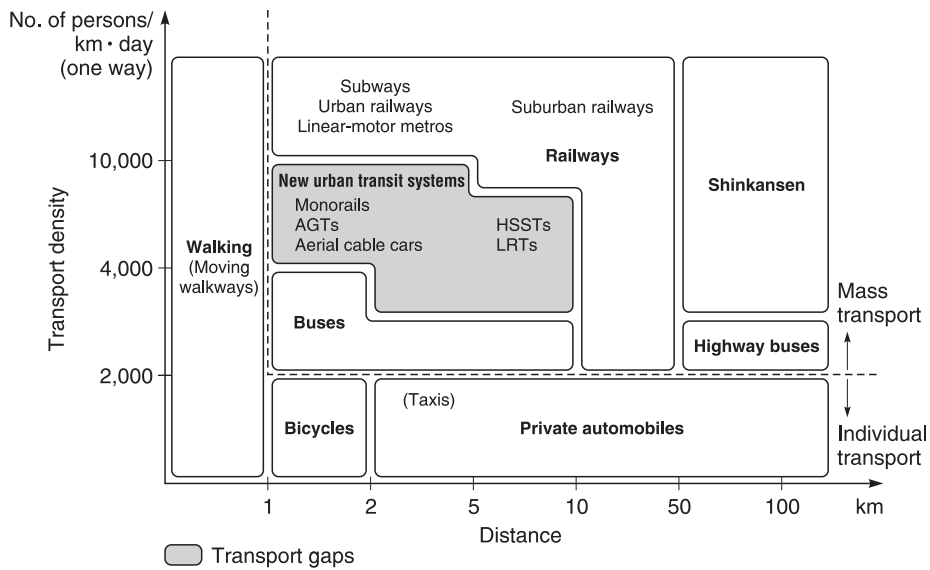 No. of persons/
km・day
(one way)
Transport density
10,000
4,000
2,000
Walking
(Moving
walkways)
Subways
Urban railways
Linear-motor metros
Suburban railways
Railways
New urban transit systems
Monorails
AGTs
Aerial cable cars
HSSTs
LRTs
Buses
Shinkansen
Highway buses
Mass
transport
Individual
transport
Bicycles
(Taxis)
Private automobiles
1 2 5 10 50 100 km
Distance
Transport gaps